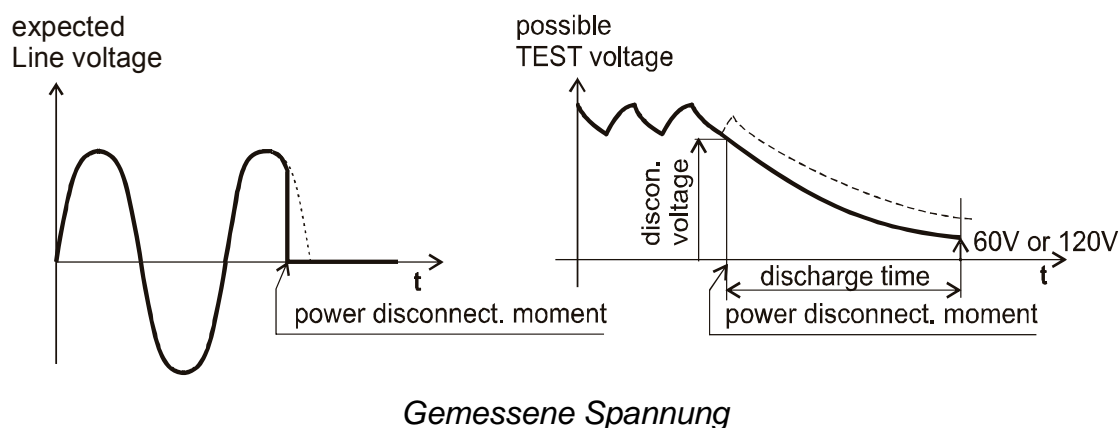 expected
Line voltage
t
power disconnect. moment
possible
TEST voltage
discon.
voltage
60V or 120V
t
discharge time
power disconnect. moment
Gemessene Spannung